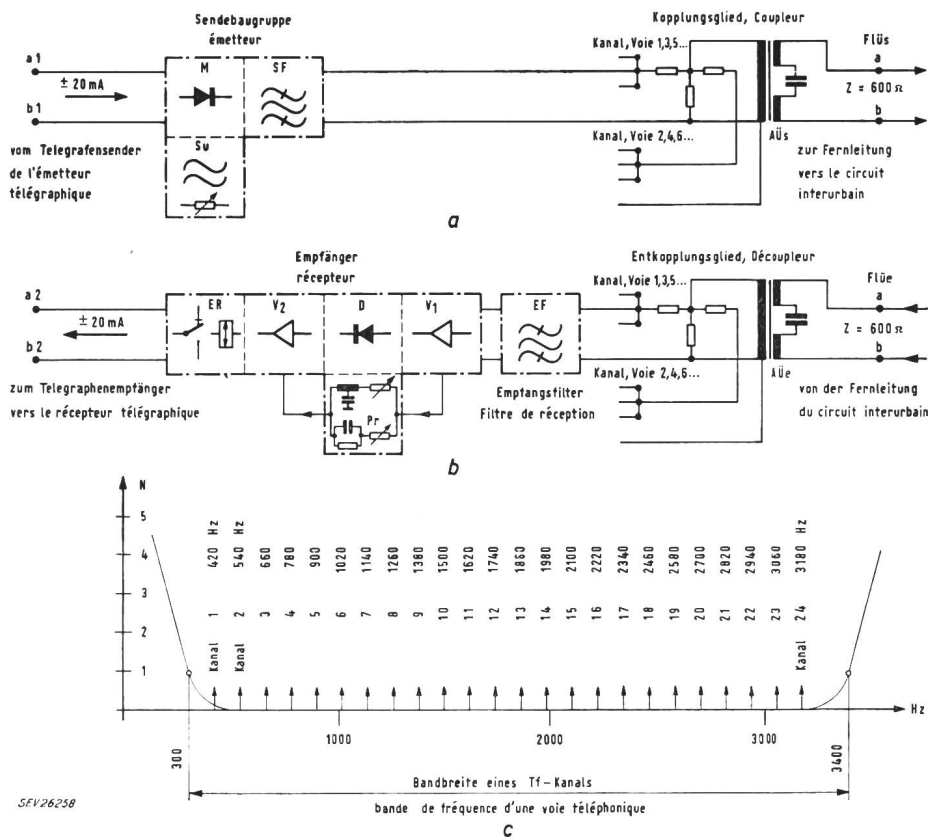 Sendebaugruppe
émetteur
Kopplungsglied, Coupleur
a 1
M
SF
Kanal, Voie 1,3,5...
Flüs
a
± 20 mA
Z = 600 Ω
b 1
b
Su
Kanal, Voie 2,4,6...
AÜs
vom Telegrafensender
de l'émetteur
télégraphique
zur Fernleitung
vers le circuit
interurbain
a
Empfänger
récepteur
Entkopplungsglied, Découpleur
a 2
ER
V2
D
V1
EF
Kanal, Voie 1,3,5...
Flüe
a
± 20 mA
Z = 600 Ω
b 2
b
Kanal, Voie 2,4,6...
AÜe
zum Telegraphenempfänger
vers le récepteur télégraphique
Pr
Empfangsfilter
Filtre de réception
von der Fernleitung
du circuit interurbain
b
N
5
4
3
2
1
420 Hz
540 Hz
660
780
900
1020
1140
1260
1380
1500
1620
1740
1860
1980
2100
2220
2340
2460
2580
2700
2820
2940
3060
3180 Hz
Kanal 1
Kanal 2
3
4
5
6
7
8
9
10
11
12
13
14
15
16
17
18
19
20
21
22
23
Kanal 24
Hz
300
1000
2000
3000
3400
Bandbreite eines Tf-Kanals
bande de fréquence d'une voie téléphonique
SEV26258
c